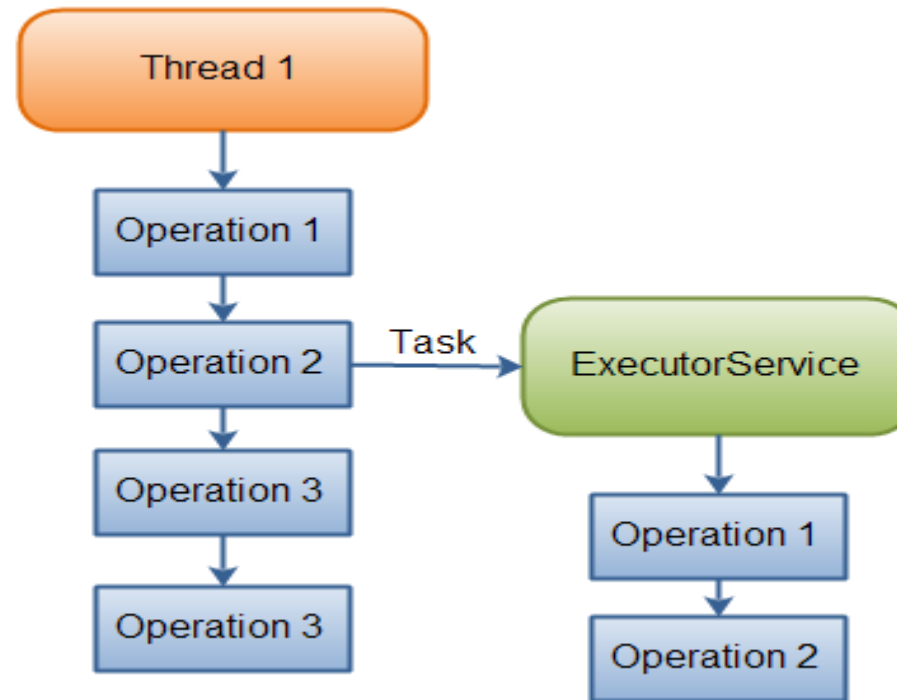 Thread 1
Operation 1
Operation 2
Task
ExecutorService
Operation 3
Operation 1
Operation 3
Operation 2